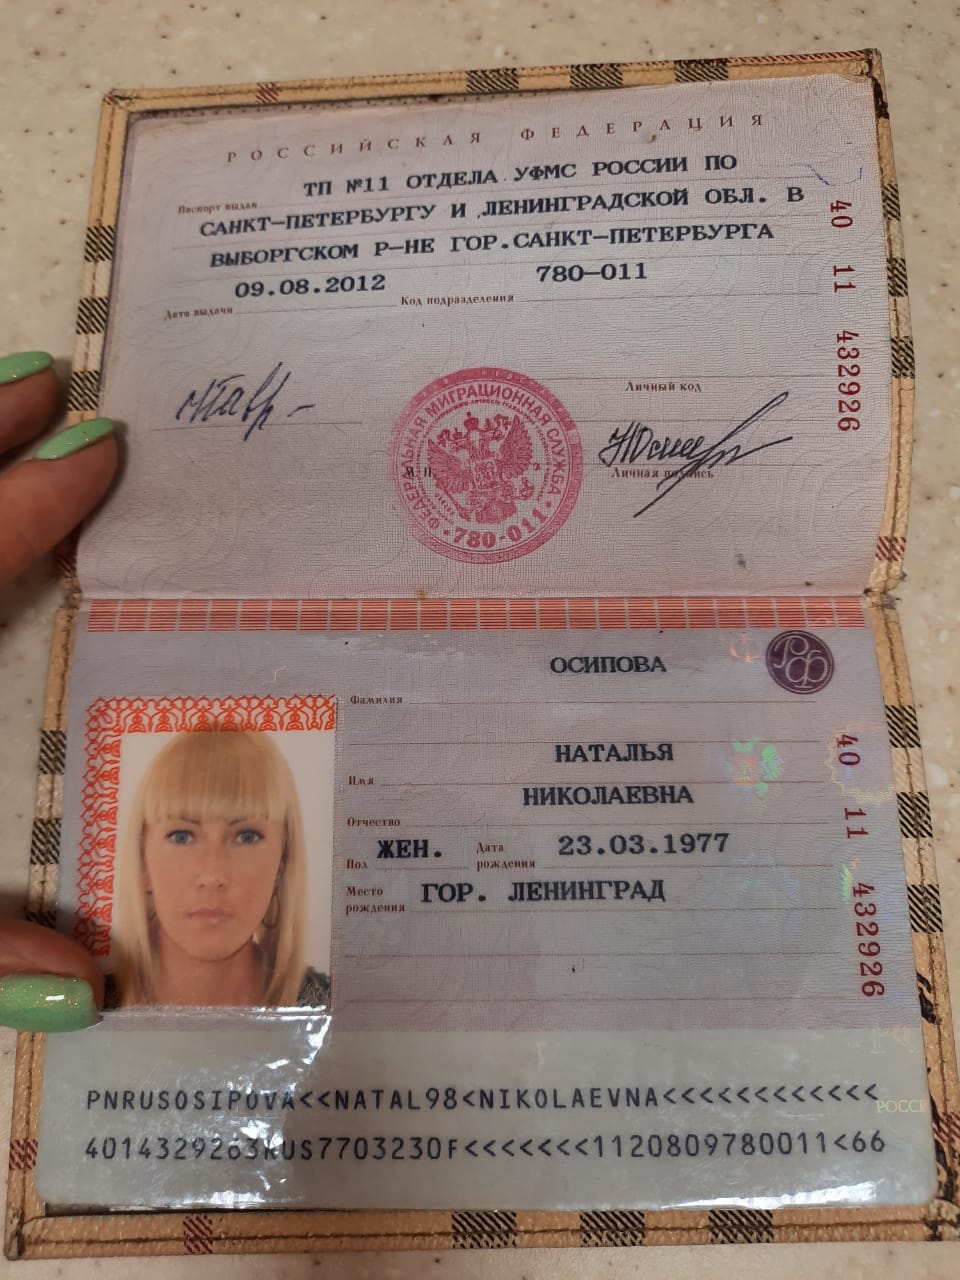 РОССИЙСКАЯ ФЕДЕРАЦИЯ
Паспорт выдан ТП №11 ОТДЕЛА УФМС РОССИИ ПО
САНКТ-ПЕТЕРБУРГУ И ЛЕНИНГРАДСКОЙ ОБЛ. В
ВЫБОРГСКОМ Р-НЕ ГОР.САНКТ-ПЕТЕРБУРГА
Дата выдачи 09.08.2012 Код подразделения 780-011
40 11 432926
Личный код
Личная подпись
М.П.
ФЕДЕРАЛЬНАЯ МИГРАЦИОННАЯ СЛУЖБА
780-011
РФ
Фамилия ОСИПОВА
Имя НАТАЛЬЯ
Отчество НИКОЛАЕВНА
Пол ЖЕН. Дата рождения 23.03.1977
Место рождения ГОР. ЛЕНИНГРАД
40 11 432926
PNRUSOSIPOVA<<NATAL98<NIKOLAEVNA<<<<<<<<<<<<
4014329263RUS7703230F<<<<<<<1120809780011<66